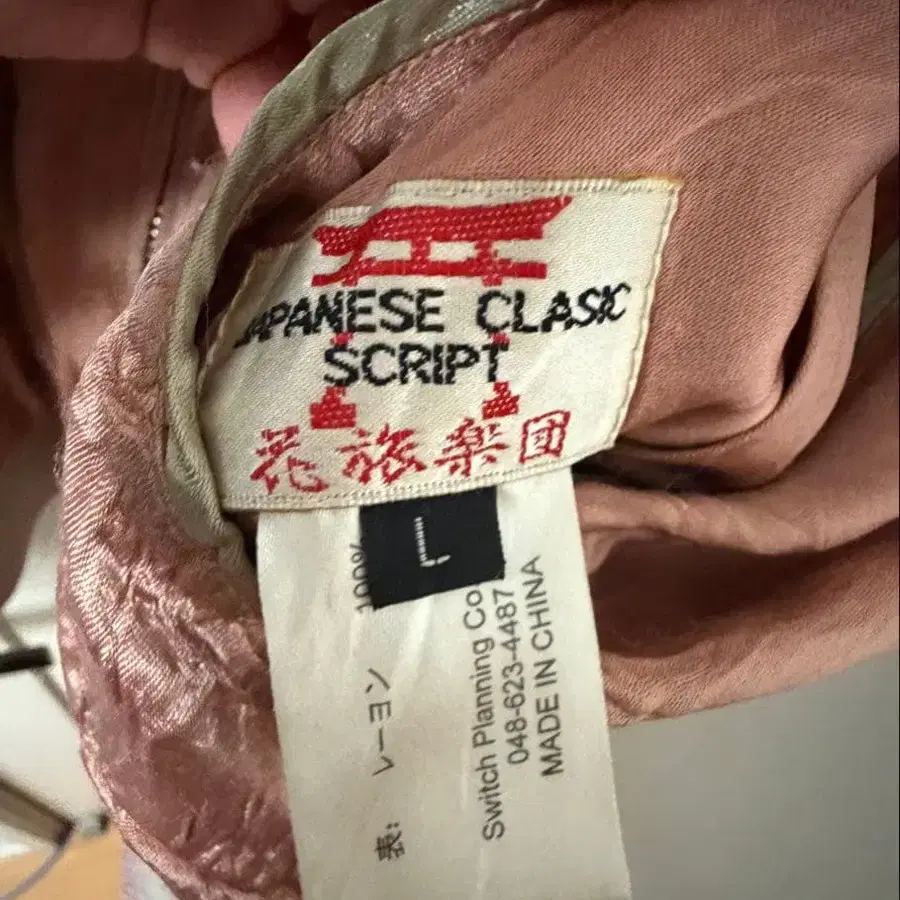 JAPANESE CLASIC
SCRIPT
花旅楽団
L
表: レーヨン 100%
Switch Planning Co
048-623-4487
MADE IN CHINA